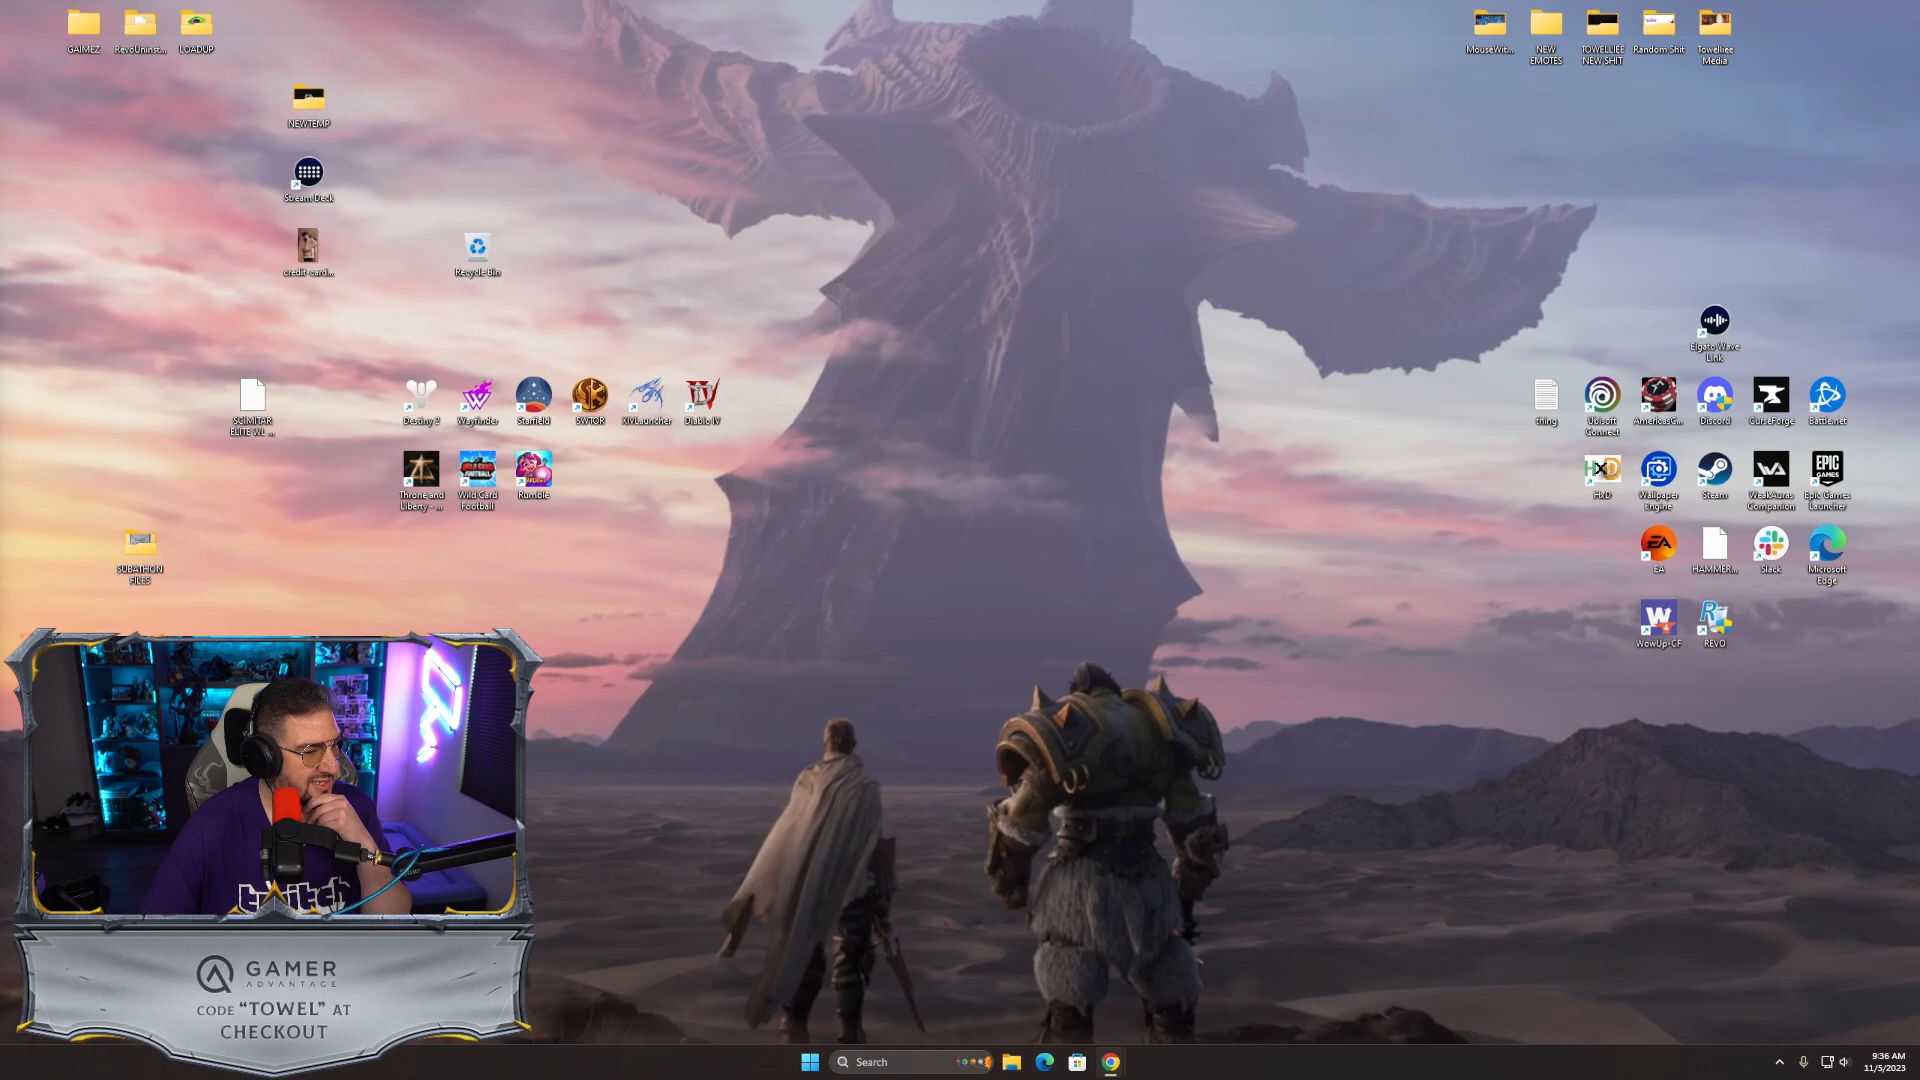 GAIMEZ
RevoUninst...
LOADUP
MouseWit...
NEW
EMOTES
TOWELLIEE
NEW SHIT
Random Shit
Towelliee
Media
NEWTEMP
Stream Deck
credit-card...
Recycle Bin
Elgato Wave
Link
SCIMITAR
ELITE WL ...
Destiny 2
Wayfinder
Starfield
SWTOR
XIVLauncher
Diablo IV
thing
Ubisoft
Connect
AmericasC...
Discord
CurseForge
Battle.net
Throne and
Liberty - ...
Wild Card
Football
Rumble
HxD
Wallpaper
Engine
Steam
WeakAuras
Companion
EPIC
GAMES
Epic Games
Launcher
SUBATHON
FILES
EA
EA
HAMMER...
Slack
Microsoft
Edge
WowUp-CF
REVO
twitch
GAMER
ADVANTAGE
CODE “TOWEL” AT
CHECKOUT
Search
9:36 AM
11/5/2023